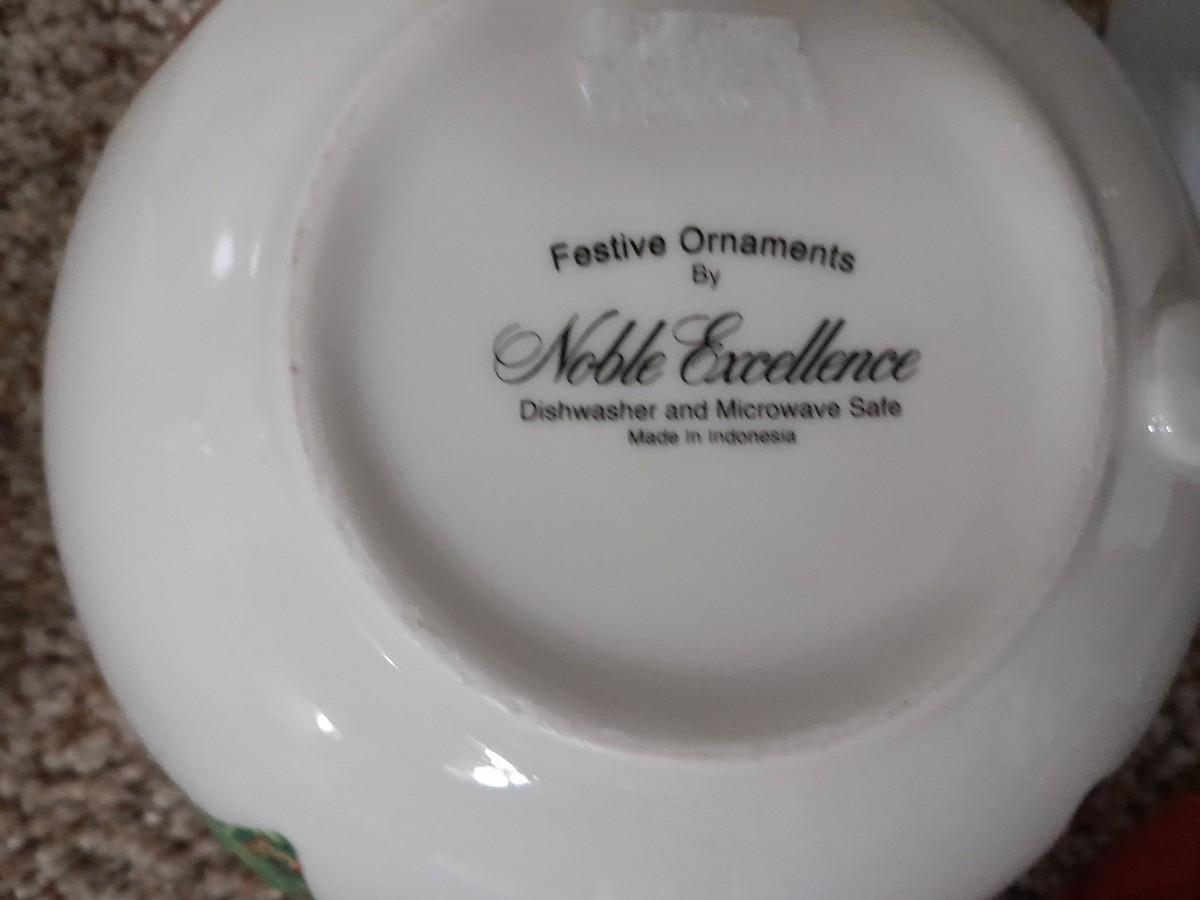 Festive Ornaments
By
Noble Excellence
Dishwasher and Microwave Safe
Made In Indonesia